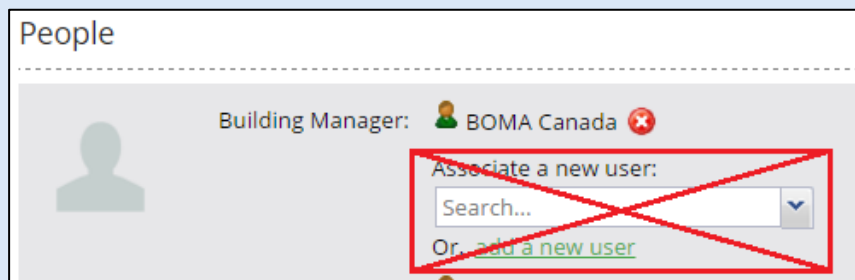 People
Building Manager: BOMA Canada
Associate a new user:
Search...
Or, add a new user